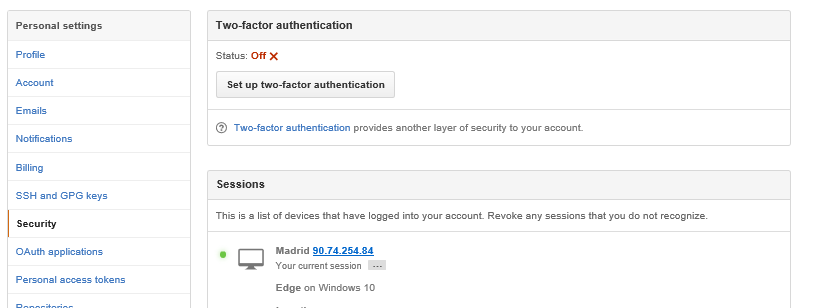 Personal settings
Profile
Account
Emails
Notifications
Billing
SSH and GPG keys
Security
OAuth applications
Personal access tokens
Repositories
Two-factor authentication
Status: Off
Set up two-factor authentication
Two-factor authentication provides another layer of security to your account.
Sessions
This is a list of devices that have logged into your account. Revoke any sessions that you do not recognize.
Madrid 90.74.254.84
Your current session ...
Edge on Windows 10